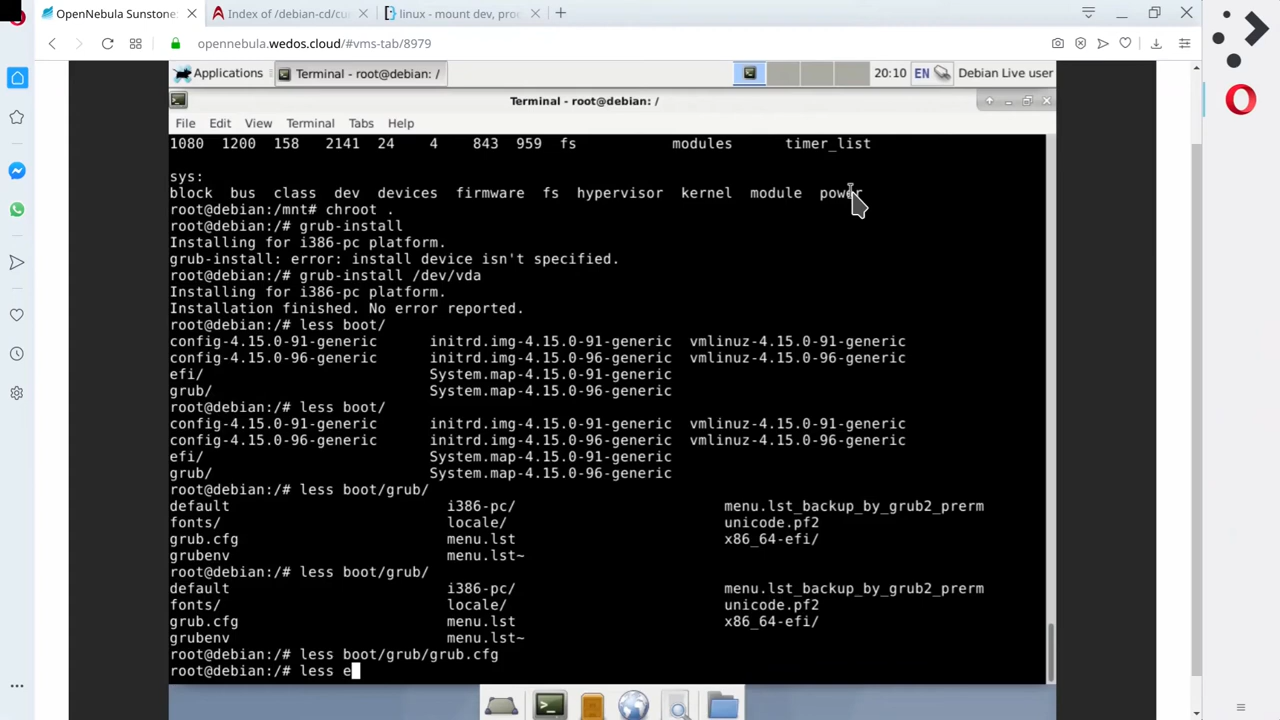 OpenNebula Sunstone:
Index of /debian-cd/cu
linux - mount dev, pro
opennebula.wedos.cloud/#vms-tab/8979
Applications
Terminal - root@debian: /
20:10
EN
Debian Live user
Terminal - root@debian: /
File Edit View Terminal Tabs Help
1080 1200 158 2141 24 4 843 959 fs modules timer_list
sys:
block bus class dev devices firmware fs hypervisor kernel module power
root@debian:/mnt# chroot .
root@debian:/# grub-install
Installing for i386-pc platform.
grub-install: error: install device isn't specified.
root@debian:/# grub-install /dev/vda
Installing for i386-pc platform.
Installation finished. No error reported.
root@debian:/# less boot/
config-4.15.0-91-generic initrd.img-4.15.0-91-generic vmlinuz-4.15.0-91-generic
config-4.15.0-96-generic initrd.img-4.15.0-96-generic vmlinuz-4.15.0-96-generic
efi/ System.map-4.15.0-91-generic
grub/ System.map-4.15.0-96-generic
root@debian:/# less boot/
config-4.15.0-91-generic initrd.img-4.15.0-91-generic vmlinuz-4.15.0-91-generic
config-4.15.0-96-generic initrd.img-4.15.0-96-generic vmlinuz-4.15.0-96-generic
efi/ System.map-4.15.0-91-generic
grub/ System.map-4.15.0-96-generic
root@debian:/# less boot/grub/
default i386-pc/ menu.lst_backup_by_grub2_prerm
fonts/ locale/ unicode.pf2
grub.cfg menu.lst x86_64-efi/
grubenv menu.lst~
root@debian:/# less boot/grub/
default i386-pc/ menu.lst_backup_by_grub2_prerm
fonts/ locale/ unicode.pf2
grub.cfg menu.lst x86_64-efi/
grubenv menu.lst~
root@debian:/# less boot/grub/grub.cfg
root@debian:/# less e